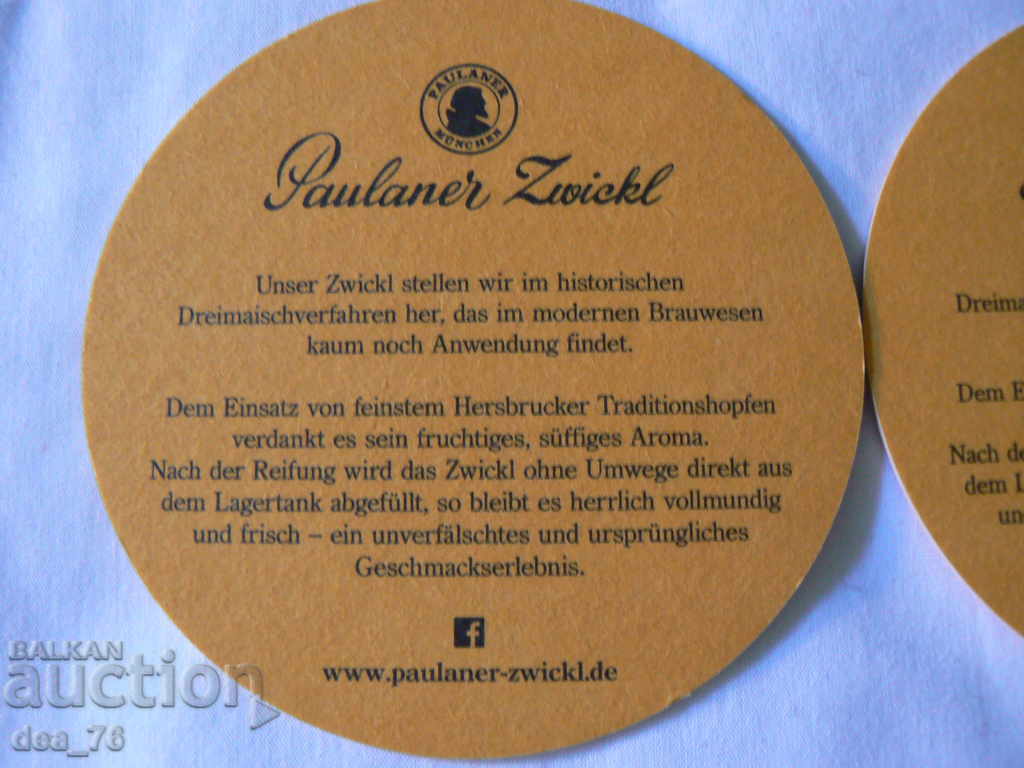 PAULANER
MÜNCHEN
Paulaner Zwickl
Unser Zwickl stellen wir im historischen
Dreimaischverfahren her, das im modernen Brauwesen
kaum noch Anwendung findet.
Dem Einsatz von feinstem Hersbrucker Traditionshopfen
verdankt es sein fruchtiges, süffiges Aroma.
Nach der Reifung wird das Zwickl ohne Umwege direkt aus
dem Lagertank abgefüllt, so bleibt es herrlich vollmundig
und frisch – ein unverfälschtes und ursprüngliches
Geschmackserlebnis.
f
www.paulaner-zwickl.de
Dem
Nach
dem
BALKAN
auction
dea_76